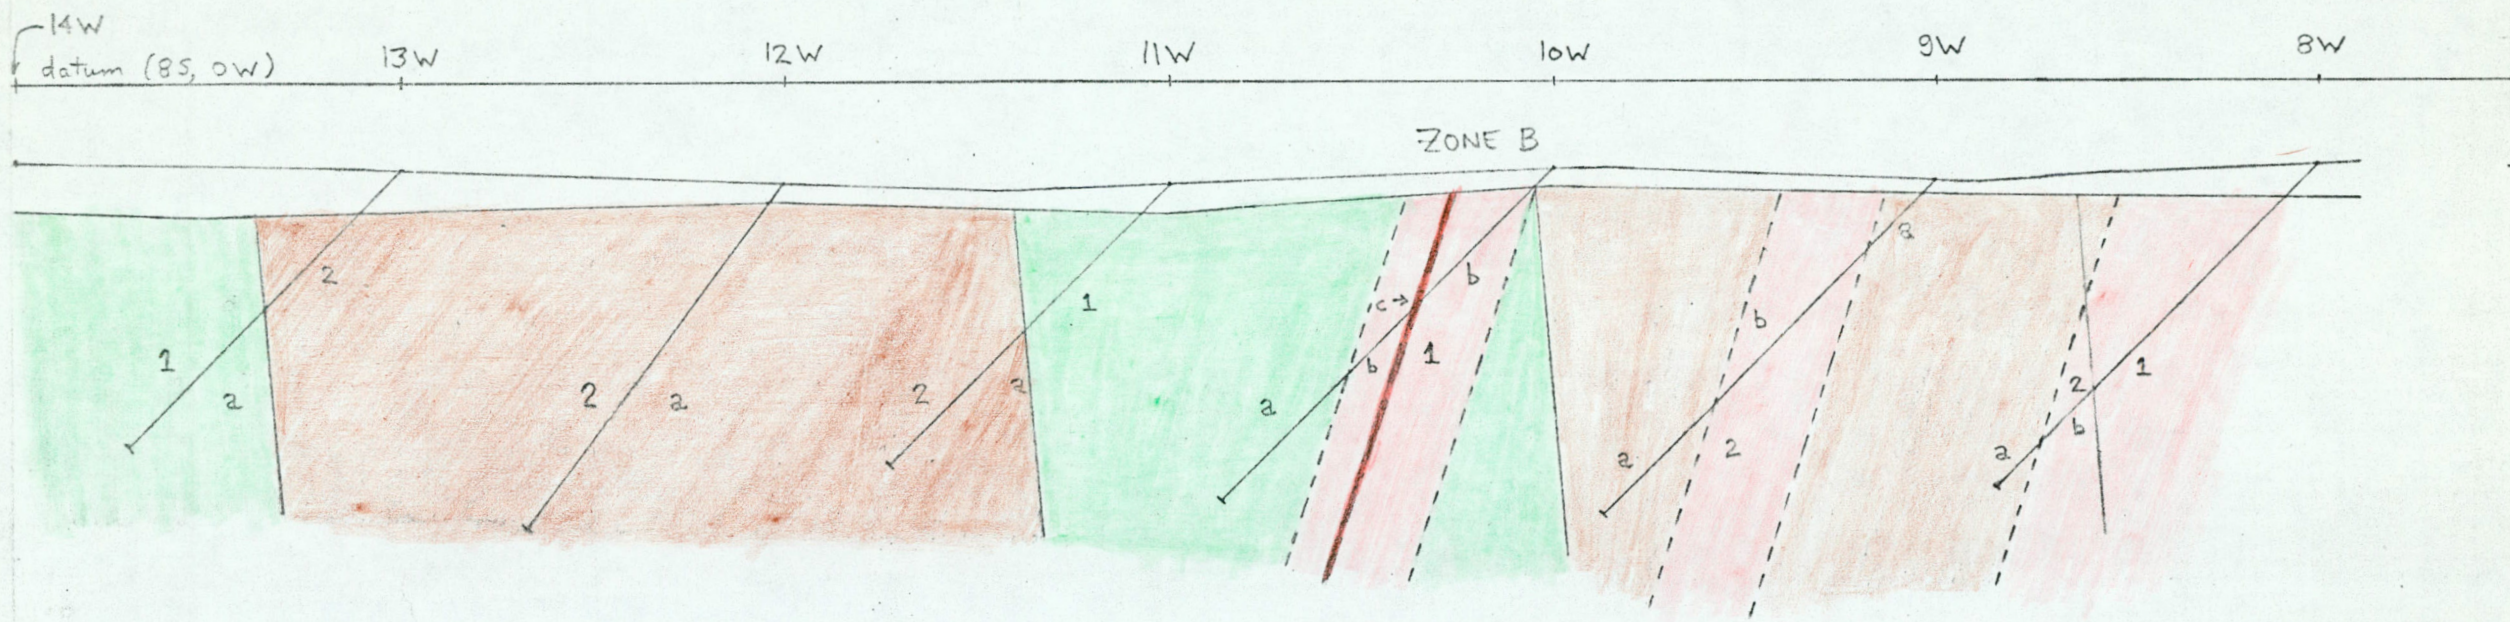 14W
datum (8S, 0W) 13W 12W 11W 10W 9W 8W
ZONE B
2 1 a
2 a
2 1 a
a b c→ b 1
a b 2 a
a 2 b 1